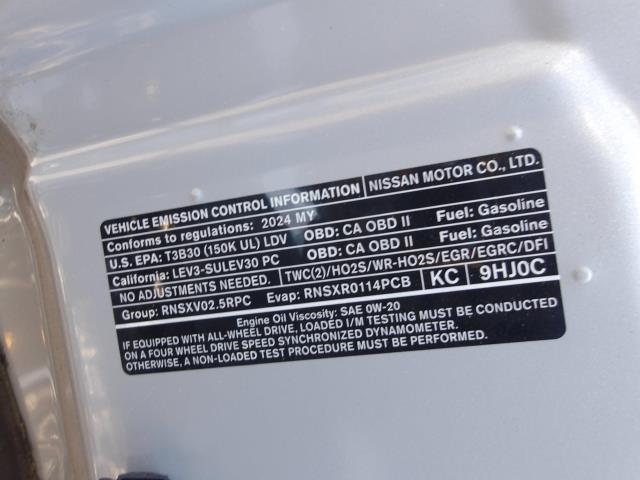 VEHICLE EMISSION CONTROL INFORMATION NISSAN MOTOR CO., LTD.
Conforms to regulations: 2024 MY
U.S. EPA: T3B30 (150K UL) LDV OBD: CA OBD II Fuel: Gasoline
California: LEV3-SULEV30 PC OBD: CA OBD II Fuel: Gasoline
NO ADJUSTMENTS NEEDED. TWC(2)/HO2S/WR-HO2S/EGR/EGRC/DFI
Group: RNSXV02.5RPC Evap: RNSXR0114PCB KC 9HJ0C
Engine Oil Viscosity: SAE 0W-20
IF EQUIPPED WITH ALL-WHEEL DRIVE, LOADED I/M TESTING MUST BE CONDUCTED
ON A FOUR WHEEL DRIVE SPEED SYNCHRONIZED DYNAMOMETER.
OTHERWISE, A NON-LOADED TEST PROCEDURE MUST BE PERFORMED.